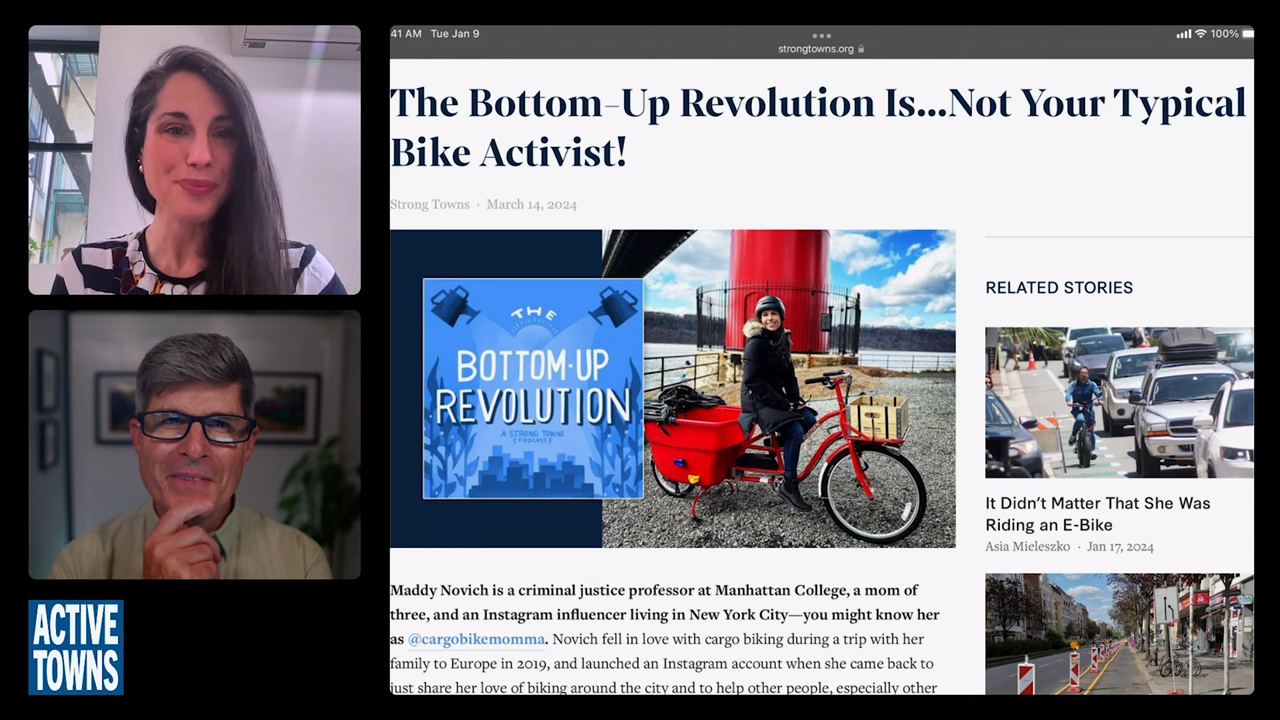 41 AM Tue Jan 9
100%
strongtowns.org
The Bottom-Up Revolution Is...Not Your Typical
Bike Activist!
Strong Towns · March 14, 2024
THE
BOTTOM-UP
REVOLUTION
A STRONG TOWNS
PODCAST
RELATED STORIES
It Didn't Matter That She Was
Riding an E-Bike
Asia Mieleszko · Jan 17, 2024
Maddy Novich is a criminal justice professor at Manhattan College, a mom of
three, and an Instagram influencer living in New York City—you might know her
as @cargobikemomma. Novich fell in love with cargo biking during a trip with her
family to Europe in 2019, and launched an Instagram account when she came back to
just share her love of biking around the city and to help other people, especially other
ACTIVE
TOWNS